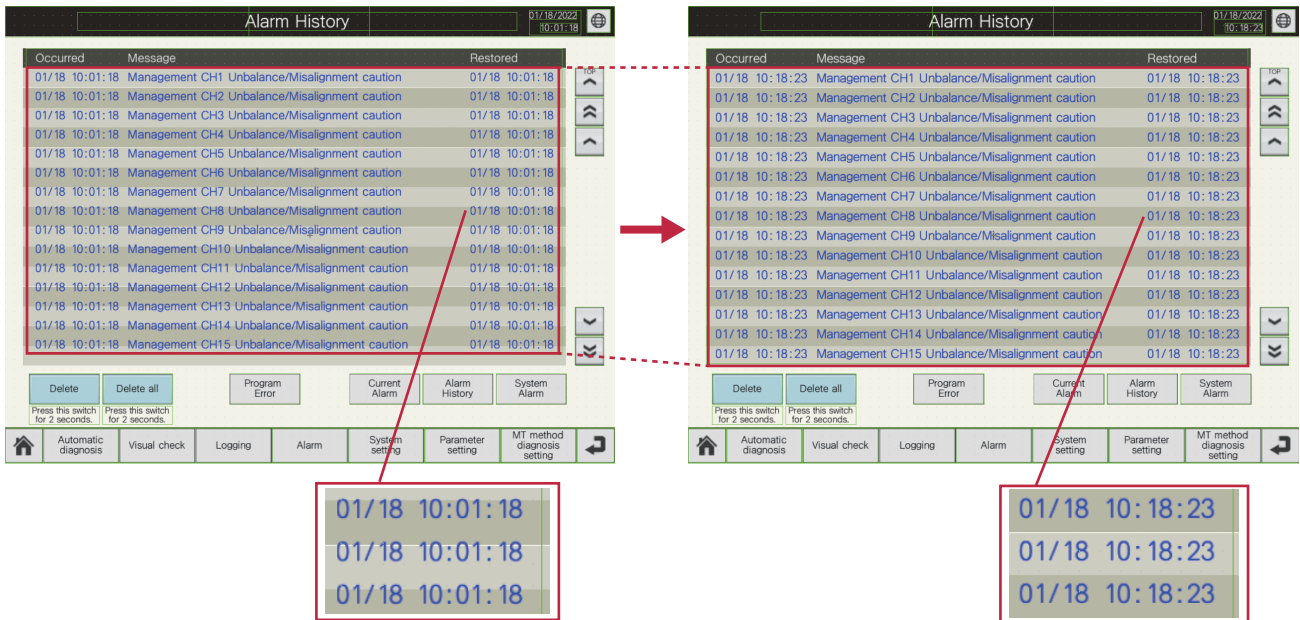 Alarm History
01/18/2022
10:01:18
Occurred Message Restored
01/18 10:01:18 Management CH1 Unbalance/Misalignment caution 01/18 10:01:18
01/18 10:01:18 Management CH2 Unbalance/Misalignment caution 01/18 10:01:18
01/18 10:01:18 Management CH3 Unbalance/Misalignment caution 01/18 10:01:18
01/18 10:01:18 Management CH4 Unbalance/Misalignment caution 01/18 10:01:18
01/18 10:01:18 Management CH5 Unbalance/Misalignment caution 01/18 10:01:18
01/18 10:01:18 Management CH6 Unbalance/Misalignment caution 01/18 10:01:18
01/18 10:01:18 Management CH7 Unbalance/Misalignment caution 01/18 10:01:18
01/18 10:01:18 Management CH8 Unbalance/Misalignment caution 01/18 10:01:18
01/18 10:01:18 Management CH9 Unbalance/Misalignment caution 01/18 10:01:18
01/18 10:01:18 Management CH10 Unbalance/Misalignment caution 01/18 10:01:18
01/18 10:01:18 Management CH11 Unbalance/Misalignment caution 01/18 10:01:18
01/18 10:01:18 Management CH12 Unbalance/Misalignment caution 01/18 10:01:18
01/18 10:01:18 Management CH13 Unbalance/Misalignment caution 01/18 10:01:18
01/18 10:01:18 Management CH14 Unbalance/Misalignment caution 01/18 10:01:18
01/18 10:01:18 Management CH15 Unbalance/Misalignment caution 01/18 10:01:18
TOP
Delete Delete all Program Current Alarm System
Error Alarm History Alarm
Press this switch Press this switch
for 2 seconds. for 2 seconds.
Automatic Visual check Logging Alarm System Parameter MT method
diagnosis setting setting diagnosis
setting
01/18 10:01:18
01/18 10:01:18
01/18 10:01:18
Alarm History
01/18/2022
10:18:23
Occurred Message Restored
01/18 10:18:23 Management CH1 Unbalance/Misalignment caution 01/18 10:18:23
01/18 10:18:23 Management CH2 Unbalance/Misalignment caution 01/18 10:18:23
01/18 10:18:23 Management CH3 Unbalance/Misalignment caution 01/18 10:18:23
01/18 10:18:23 Management CH4 Unbalance/Misalignment caution 01/18 10:18:23
01/18 10:18:23 Management CH5 Unbalance/Misalignment caution 01/18 10:18:23
01/18 10:18:23 Management CH6 Unbalance/Misalignment caution 01/18 10:18:23
01/18 10:18:23 Management CH7 Unbalance/Misalignment caution 01/18 10:18:23
01/18 10:18:23 Management CH8 Unbalance/Misalignment caution 01/18 10:18:23
01/18 10:18:23 Management CH9 Unbalance/Misalignment caution 01/18 10:18:23
01/18 10:18:23 Management CH10 Unbalance/Misalignment caution 01/18 10:18:23
01/18 10:18:23 Management CH11 Unbalance/Misalignment caution 01/18 10:18:23
01/18 10:18:23 Management CH12 Unbalance/Misalignment caution 01/18 10:18:23
01/18 10:18:23 Management CH13 Unbalance/Misalignment caution 01/18 10:18:23
01/18 10:18:23 Management CH14 Unbalance/Misalignment caution 01/18 10:18:23
01/18 10:18:23 Management CH15 Unbalance/Misalignment caution 01/18 10:18:23
TOP
Delete Delete all Program Current Alarm System
Error Alarm History Alarm
Press this switch Press this switch
for 2 seconds. for 2 seconds.
Automatic Visual check Logging Alarm System Parameter MT method
diagnosis setting setting diagnosis
setting
01/18 10:18:23
01/18 10:18:23
01/18 10:18:23